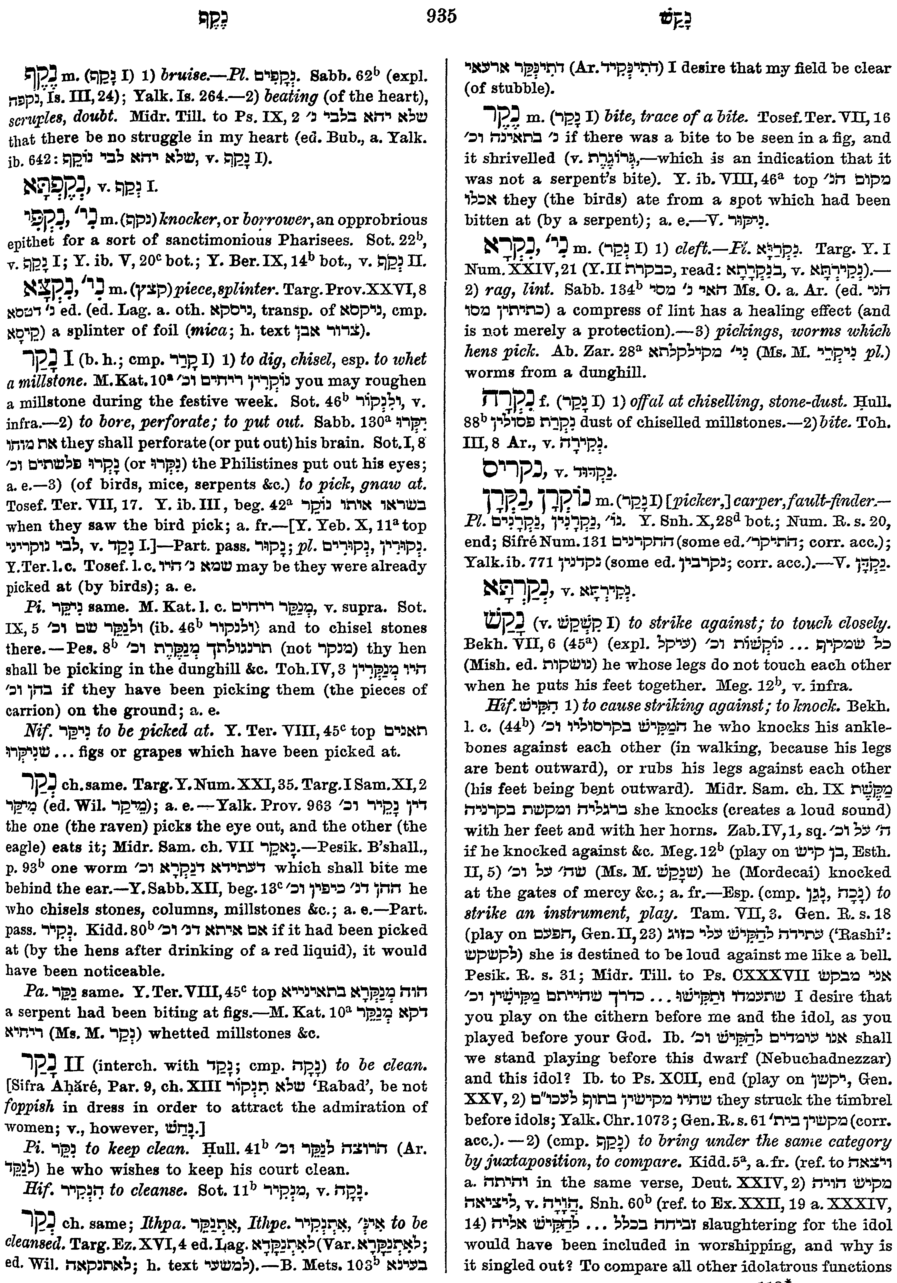 נֶקֶף 935 נָקַשׁ
נֶקֶף m. (נָקַף I) 1) bruise.—Pl. נְקָפִים. Sabb. 62b (expl.
נקפה, Is. III, 24); Yalk. Is. 264.—2) beating (of the heart),
scruples, doubt. Midr. Till. to Ps. IX, 2 שלא יהא בלבי נ׳
that there be no struggle in my heart (ed. Bub., a. Yalk.
ib. 642: שלא יהא לבי נוֹקֵף, v. נָקַף I).
v. נָקַף I.
m. (נקף) knocker, or borrower, an opprobrious
epithet for a sort of sanctimonious Pharisees. Sot. 22b,
v. נָקַף I; Y. ib. V, 20c bot.; Y. Ber. IX, 14b bot., v. נָקַף II.
m. (קצץ) piece, splinter. Targ. Prov. XXVI, 8
נ׳ דטסא ed. (ed. Lag. a. oth. ניסקא, transp. of ניקסא, cmp.
קִיסָא) a splinter of foil (mica; h. text צרור אבן).
נָקַר I (b. h.; cmp. קָרַר I) 1) to dig, chisel, esp. to whet
a millstone. M. Kat. 10a נוֹקְרִין ריחים וכ׳ you may roughen
a millstone during the festive week. Sot. 46b וְלִנְקוֹר, v.
infra.—2) to bore, perforate; to put out. Sabb. 130a יִקְּרוּ
את מוחו they shall perforate (or put out) his brain. Sot. I, 8
נָקְרוּ פלשתים וכ׳ (or נִקְּרוּ) the Philistines put out his eyes;
a. e.—3) (of birds, mice, serpents &c.) to pick, gnaw at.
Tosef. Ter. VII, 17. Y. ib. III, beg. 42a בשראו אותו נוֹקֵר
when they saw the bird pick; a. fr.—[Y. Yeb. X, 11a top
לבי נוקריני, v. נָקַד I.]—Part. pass. נָקוּר; pl. נְקוּרִים, נְקוּרִין.
Y. Ter. l. c. Tosef. l. c. שמא נ׳ היו may be they were already
picked at (by birds); a. e.
Pi. נִיקֵּר same. M. Kat. l. c. מְנַקֵּר ריחים, v. supra. Sot.
IX, 5 ולנַקֵּר שם וכ׳ (ib. 46b ולנקור) and to chisel stones
there.—Pes. 8b תרנגולתך מְנַקֶּרֶת וכ׳ (not מנקר) thy hen
shall be picking in the dunghill &c. Toh. IV, 3 היו מְנַקְּרִין
בהן וכ׳ if they have been picking them (the pieces of
carrion) on the ground; a. e.
Nif. נִיקַּר to be picked at. Y. Ter. VIII, 45c top תאנים
שניקרו ... figs or grapes which have been picked at.
נְקַר ch. same. Targ. Y. Num. XXI, 35. Targ. I Sam. XI, 2
מִיקַּר (ed. Wil. מִיקַר); a. e.—Yalk. Prov. 963 דין נָקֵיר וכ׳
the one (the raven) picks the eye out, and the other (the
eagle) eats it; Midr. Sam. ch. VII נָאקַר.—Pesik. B'shall.,
p. 93b one worm דעתידא דנָקְרָא וכ׳ which shall bite me
behind the ear.—Y. Sabb. XII, beg. 13c ההן דנ׳ כיפין וכ׳ he
who chisels stones, columns, millstones &c.; a. e.—Part.
pass. נְקִיר. Kidd. 80b אם איתא דנ׳ וכ׳ if it had been picked
at (by the hens after drinking of a red liquid), it would
have been noticeable.
Pa. נַקֵּר same. Y. Ter. VIII, 45c top חוה מְנַקְּרָא בתאינייא
a serpent had been biting at figs.—M. Kat. 10a דקא מְנַקֵּר
ריחיא (Ms. M. נָקֵר) whetted millstones &c.
נָקַר II (interch. with נָקַד; cmp. נָקָה) to be clean.
[Sifra Aḥăré, Par. 9, ch. XIII שלא תִנְקוֹר 'Rabad', be not
foppish in dress in order to attract the admiration of
women; v., however, נָחַשׁ.]
Pi. נִקֵּר to keep clean. Ḥull. 41b הרוצה לנַקֵּר וכ׳ (Ar.
לנַקֵּד) he who wishes to keep his court clean.
Hif. הִנְקִיר to cleanse. Sot. 11b מנקיר, v. נָקָה.
נְקַר ch. same; Ithpa. אִתְנַקַּר, Ithpe. אִתְנְקִיר, אִינּ׳ to be
cleansed. Targ. Ez. XVI, 4 ed. Lag. לאִתְנַקָּרָא (Var. לאִתְנַקְרָא;
ed. Wil. לאתנקאה; h. text למשעי).—B. Mets. 103b בעינא
דתינקר ארעאי (Ar. דתינקיד) I desire that my field be clear
(of stubble).
נֶקֶר m. (נָקַר I) bite, trace of a bite. Tosef. Ter. VII, 16
נ׳ בתאינה וכ׳ if there was a bite to be seen in a fig, and
it shrivelled (v. גְּרוֹגֶרֶת,—which is an indication that it
was not a serpent's bite). Y. ib. VIII, 46a top מקום הנ׳
אכלו they (the birds) ate from a spot which had been
bitten at (by a serpent); a. e.—V. נִיקּוּר.
m. (נְקַר I) 1) cleft.—Pl. נִקְרַיָּא. Targ. Y. I
Num. XXIV, 21 (Y. II כבקרתא, read: בנקרתא, v. נְקִירְתָּא).—
2) rag, lint. Sabb. 134b האי נ׳ מסי Ms. O. a. Ar. (ed. הני
כתיתין מסו) a compress of lint has a healing effect (and
is not merely a protection).—3) pickings, worms which
hens pick. Ab. Zar. 28a ני׳ מקילקלתא (Ms. M. ניקרי pl.)
worms from a dunghill.
f. (נָקַר I) 1) offal at chiselling, stone-dust. Ḥull.
88b נְקֹרֶת פסולין dust of chiselled millstones.—2) bite. Toh.
III, 8 Ar., v. נְקִירָה.
נקריס, v. נַקְדּוּד.
נוֹקְרָן, נַקְּרָן m. (נָקַר I) [picker,] carper, fault-finder.—
Pl. נַקְּרָנִים, נַקְּרָנִין, נוֹ׳. Y. Snh. X, 28d bot.; Num. R. s. 20,
end; Sifré Num. 131 התקרנים (some ed. התיקר׳; corr. acc.);
Yalk. ib. 771 נקדנין (some ed. נקרבין; corr. acc.).—V. נַקְדָּן.
נְקַרְתָּא, v. נְקִירְתָּא.
נָקַשׁ (v. קִשְׁקֵשׁ I) to strike against; to touch closely.
Bekh. VII, 6 (45a) (expl. עיקל) כל שמקיף ... נוֹקְשׁוֹת וכ׳
(Mish. ed. נושקות) he whose legs do not touch each other
when he puts his feet together. Meg. 12b, v. infra.
Hif. הִקִּישׁ 1) to cause striking against; to knock. Bekh.
l. c. (44b) המַקִּישׁ בקרסוליו וכ׳ he who knocks his ankle-
bones against each other (in walking, because his legs
are bent outward), or rubs his legs against each other
(his feet being bent outward). Midr. Sam. ch. IX מַקֶּשֶׁת
ברגליה ומקשת בקרניה she knocks (creates a loud sound)
with her feet and with her horns. Zab. IV, 1, sq. ה׳ על וכ׳
if he knocked against &c. Meg. 12b (play on בן קיש, Esth.
II, 5) שה׳ על וכ׳ (Ms. M. שנקש) he (Mordecai) knocked
at the gates of mercy &c.; a. fr.—Esp. (cmp. נָכָה, נָגַן) to
strike an instrument, play. Tam. VII, 3. Gen. R. s. 18
(play on הפעם, Gen. II, 23) עתידה להַקִּישׁ עלי כזוג ('Rashi':
לקשקש) she is destined to be loud against me like a bell.
Pesik. R. s. 31; Midr. Till. to Ps. CXXXVII אני מבקש
שתעמדו ותַקִּישׁוּ ... כדרך שהייתם מַקִּישִׁין וכ׳ I desire that
you play on the cithern before me and the idol, as you
played before your God. Ib. אנו עומדים להַקִּישׁ וכ׳ shall
we stand playing before this dwarf (Nebuchadnezzar)
and this idol? Ib. to Ps. XCII, end (play on יקשן, Gen.
XXV, 2) שהיו מקישין בתוף לעכו״ם they struck the timbrel
before idols; Yalk. Chr. 1073; Gen. R. s. 61 מקשין בית׳ (corr.
acc.).—2) (cmp. נָקַף) to bring under the same category
by juxtaposition, to compare. Kidd. 5a, a. fr. (ref. to ויצאה
a. והיתה in the same verse, Deut. XXIV, 2) מקיש הויה
ליציאה, v. הֲוָיָה. Snh. 60b (ref. to Ex. XXII, 19 a. XXXIV,
14) זביחה בכלל ... להַקִּישׁ אליה slaughtering for the idol
would have been included in worshipping, and why is
it singled out? To compare all other idolatrous functions